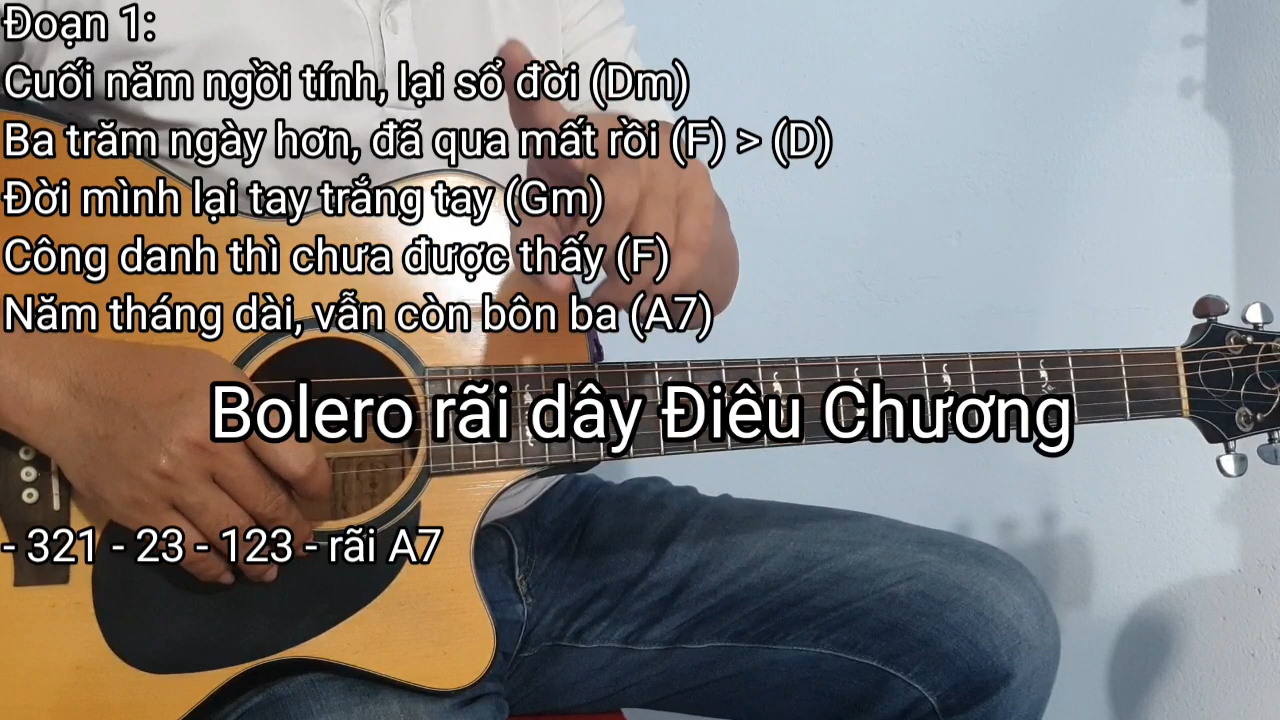 Đoạn 1:
Cuối năm ngồi tính, lại sổ đời (Dm)
Ba trăm ngày hơn, đã qua mất rồi (F) > (D)
Đời mình lại tay trắng tay (Gm)
Công danh thì chưa được thấy (F)
Năm tháng dài, vẫn còn bôn ba (A7)
Bolero rãi dây Điêu Chương
- 321 - 23 - 123 - rãi A7